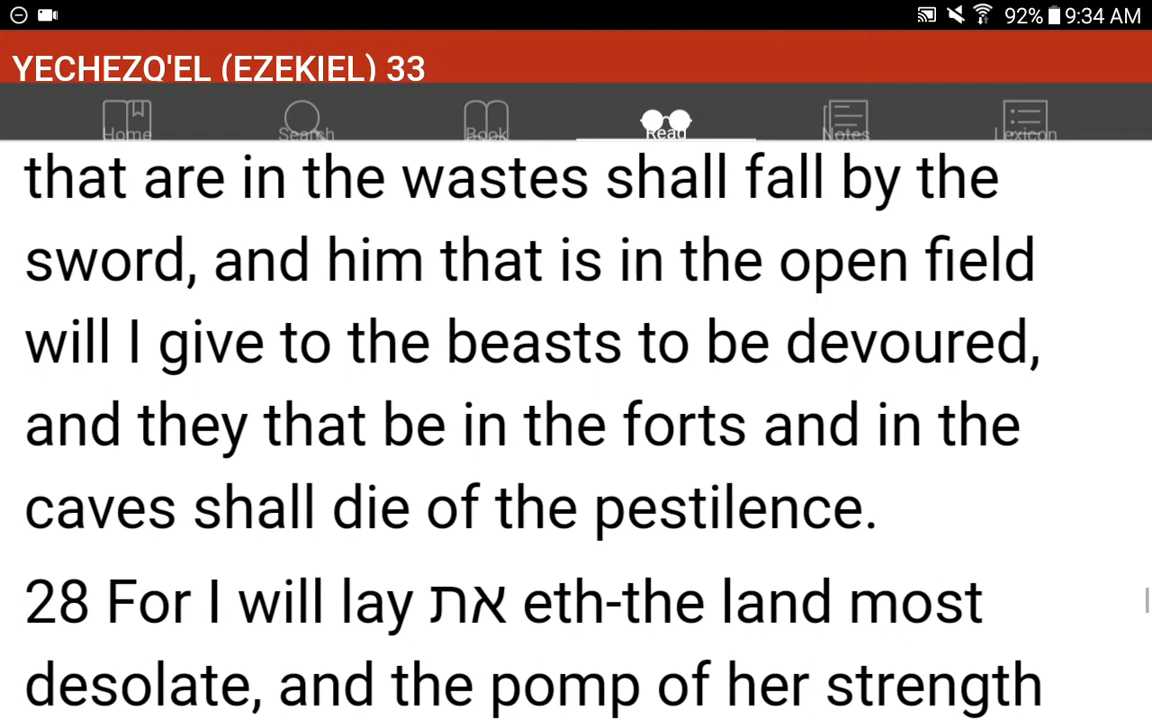 92% 9:34 AM
YECHEZQ'EL (EZEKIEL) 33
Home Search Book Read Notes Lexicon
that are in the wastes shall fall by the
sword, and him that is in the open field
will I give to the beasts to be devoured,
and they that be in the forts and in the
caves shall die of the pestilence.
28 For I will lay את eth-the land most
desolate, and the pomp of her strength